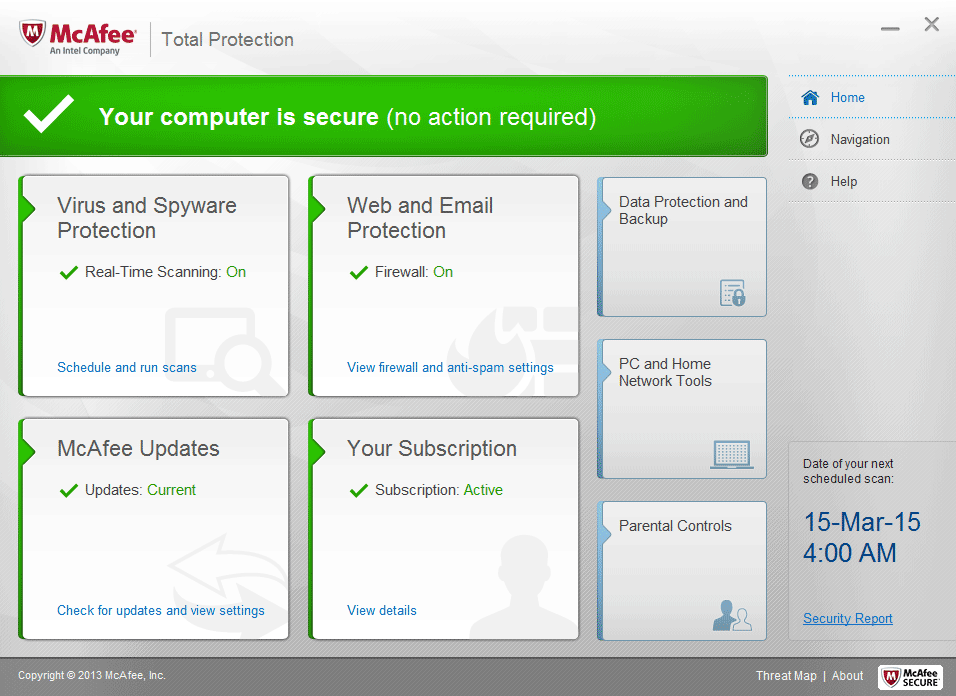 McAfee
An Intel Company
Total Protection
Your computer is secure (no action required)
Home
Navigation
Help
Virus and Spyware
Protection
Real-Time Scanning: On
Schedule and run scans
Web and Email
Protection
Firewall: On
View firewall and anti-spam settings
Data Protection and
Backup
PC and Home
Network Tools
McAfee Updates
Updates: Current
Check for updates and view settings
Your Subscription
Subscription: Active
View details
Parental Controls
Date of your next
scheduled scan:
15-Mar-15
4:00 AM
Security Report
Copyright © 2013 McAfee, Inc.
Threat Map | About
McAfee
SECURE